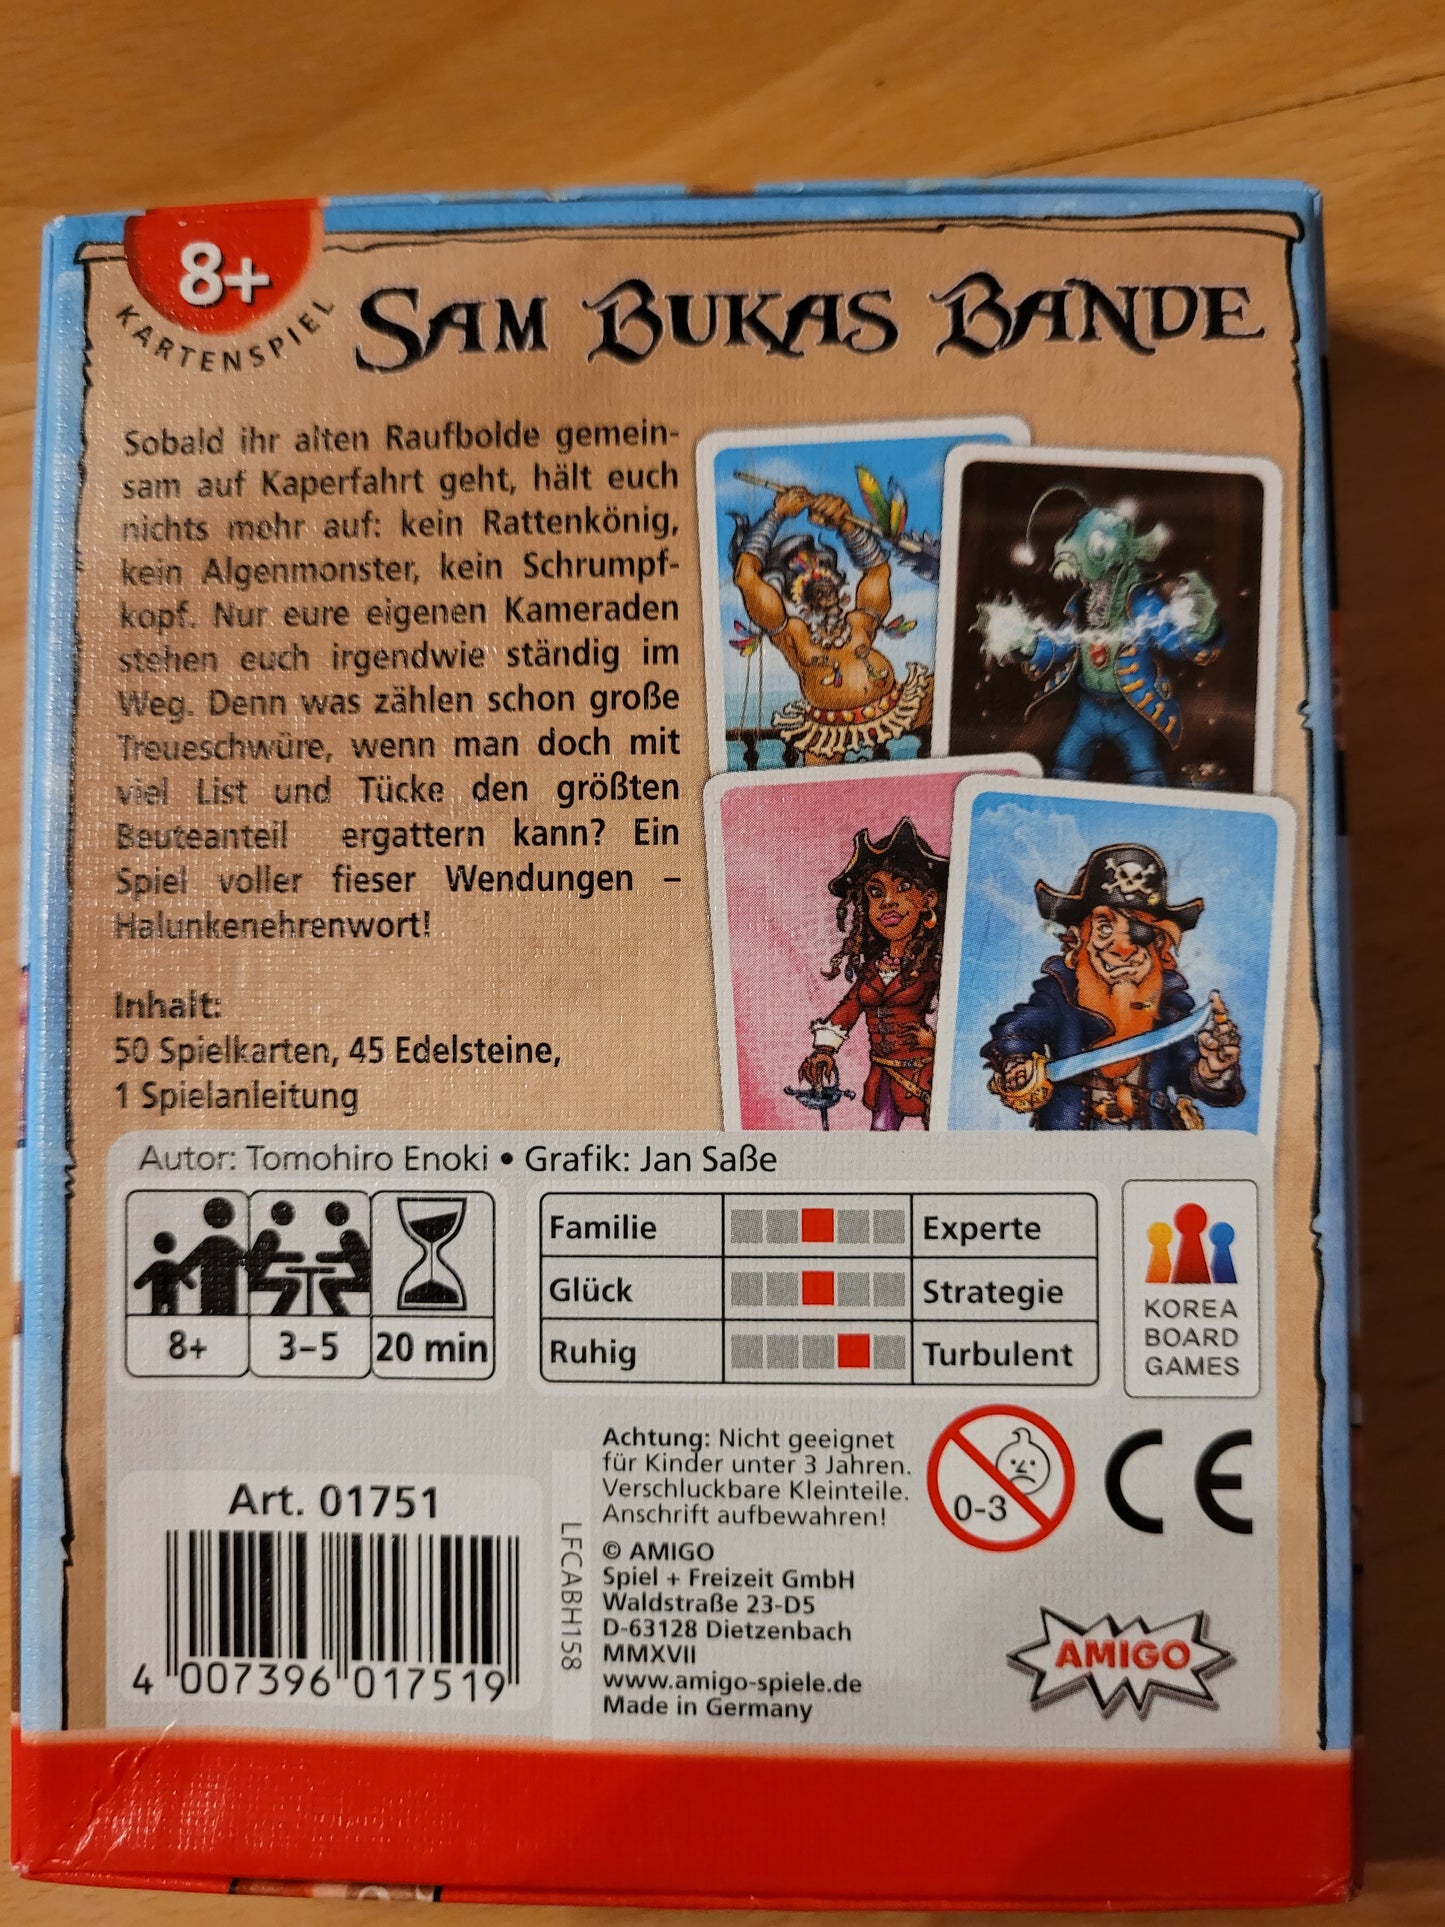 8+
KARTENSPIEL
SAM BUKAS BANDE
Sobald ihr alten Raufbolde gemein-
sam auf Kaperfahrt geht, hält euch
nichts mehr auf: kein Rattenkönig,
kein Algenmonster, kein Schrumpf-
kopf. Nur eure eigenen Kameraden
stehen euch irgendwie ständig im
Weg. Denn was zählen schon große
Treueschwüre, wenn man doch mit
viel List und Tücke den größten
Beuteanteil ergattern kann? Ein
Spiel voller fieser Wendungen –
Halunkenehrenwort!
Inhalt:
50 Spielkarten, 45 Edelsteine,
1 Spielanleitung
Autor: Tomohiro Enoki • Grafik: Jan Saße
8+ 3–5 20 min
Familie Experte
Glück Strategie
Ruhig Turbulent
KOREA
BOARD
GAMES
Achtung: Nicht geeignet
für Kinder unter 3 Jahren.
Verschluckbare Kleinteile.
Anschrift aufbewahren!
0-3
CE
Art. 01751
4 007396 017519
LFCABH158
© AMIGO
Spiel + Freizeit GmbH
Waldstraße 23-D5
D-63128 Dietzenbach
MMXVII
www.amigo-spiele.de
Made in Germany
AMIGO